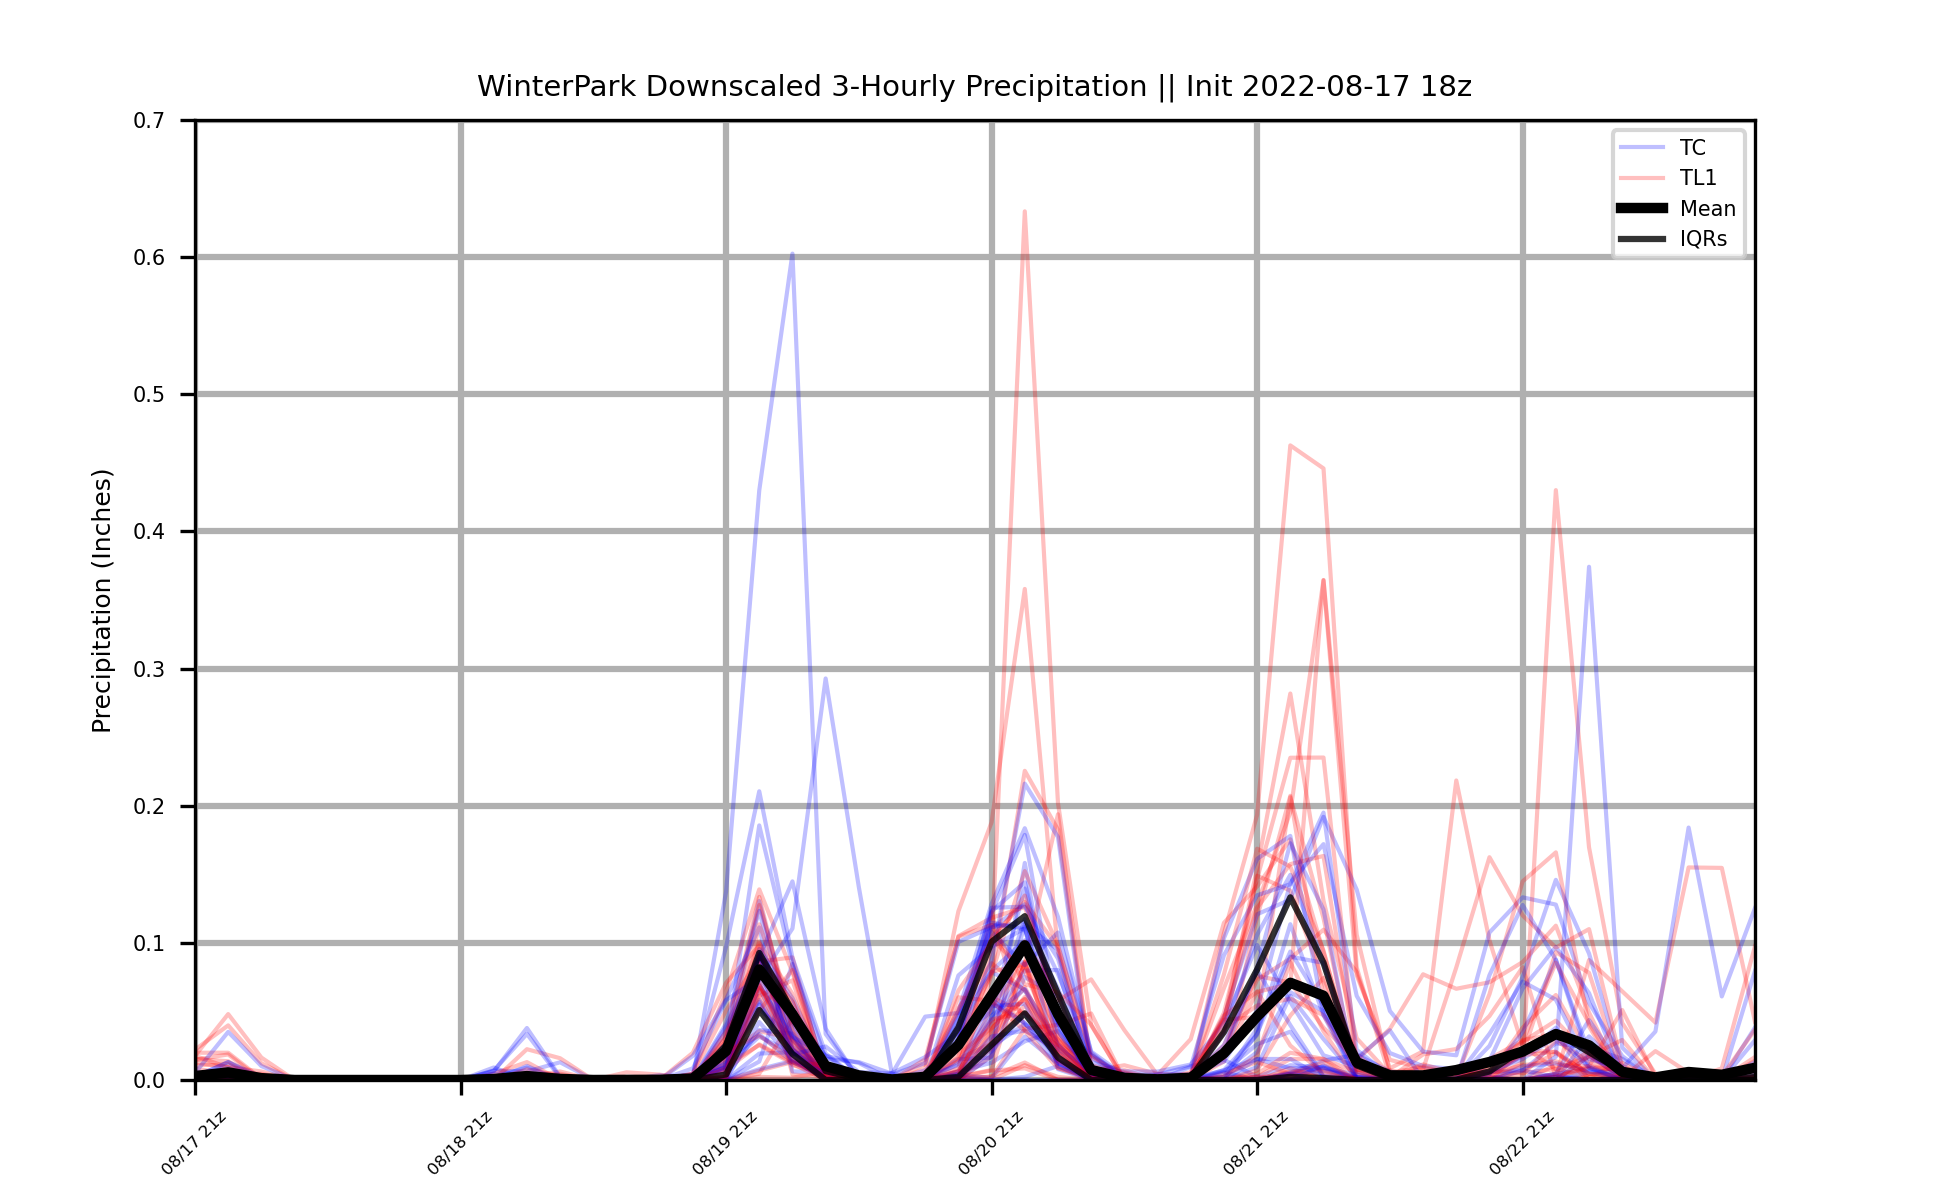 WinterPark Downscaled 3-Hourly Precipitation || Init 2022-08-17 18z
0.7
0.6
0.5
0.4
0.3
0.2
0.1
0.0
Precipitation (Inches)
TC
TL1
Mean
IQRs
08/17 21z
08/18 21z
08/19 21z
08/20 21z
08/21 21z
08/22 21z